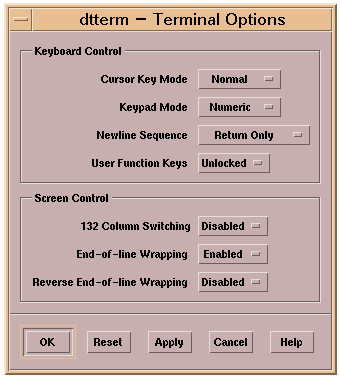 dtterm – Terminal Options
Keyboard Control
Cursor Key Mode Normal
Keypad Mode Numeric
Newline Sequence Return Only
User Function Keys Unlocked
Screen Control
132 Column Switching Disabled
End-of-line Wrapping Enabled
Reverse End-of-line Wrapping Disabled
OK Reset Apply Cancel Help